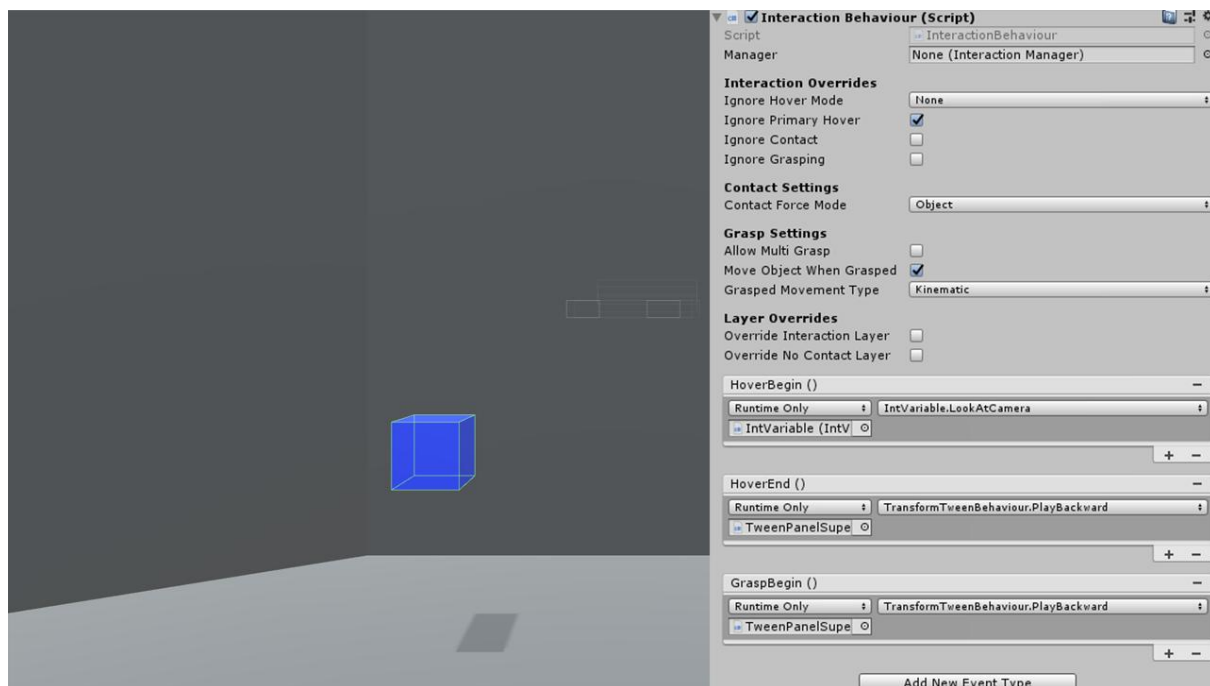 Interaction Behaviour (Script)
Script InteractionBehaviour
Manager None (Interaction Manager)
Interaction Overrides
Ignore Hover Mode None
Ignore Primary Hover
Ignore Contact
Ignore Grasping
Contact Settings
Contact Force Mode Object
Grasp Settings
Allow Multi Grasp
Move Object When Grasped
Grasped Movement Type Kinematic
Layer Overrides
Override Interaction Layer
Override No Contact Layer
HoverBegin ()
Runtime Only IntVariable.LookAtCamera
IntVariable (IntV
+ −
HoverEnd ()
Runtime Only TransformTweenBehaviour.PlayBackward
TweenPanelSupe
+ −
GraspBegin ()
Runtime Only TransformTweenBehaviour.PlayBackward
TweenPanelSupe
+ −
Add New Event Type